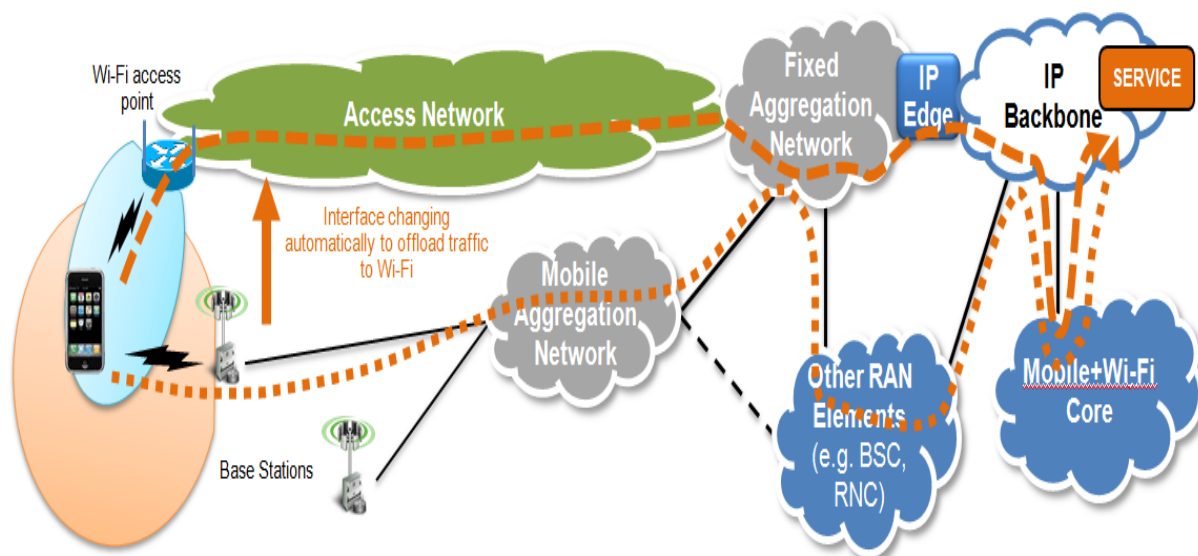 Wi-Fi access
point
Access Network
Fixed
Aggregation
Network
IP
Edge
IP
Backbone
SERVICE
Interface changing
automatically to offload traffic
to Wi-Fi
Mobile
Aggregation
Network
Base Stations
Other RAN
Elements
(e.g. BSC,
RNC)
Mobile+Wi-Fi
Core